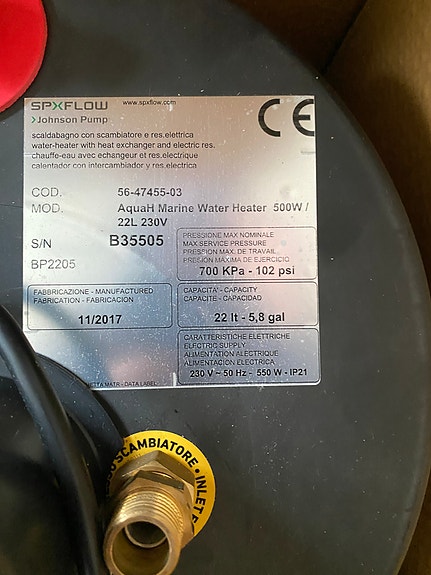 SPXFLOW www.spxflow.com
Johnson Pump
CE
scaldabagno con scambiatore e res.elettrica
water-heater with heat exchanger and electric res.
chauffe-eau avec echangeur et res.electrique
calentador con intercambiador y res.electrica
COD. 56-47455-03
MOD. AquaH Marine Water Heater 500W /
22L 230V
S/N B35505
BP2205
PRESSIONE MAX NOMINALE
MAX SERVICE PRESSURE
PRESSION MAX. DE TRAVAIL
PRESIÓN MÁXIMA DE EJERCICIO
700 KPa - 102 psi
FABBRICAZIONE - MANUFACTURED
FABRICATION - FABRICACION
11/2017
CAPACITA' - CAPACITY
CAPACITE - CAPACIDAD
22 lt - 5,8 gal
CARATTERISTICHE ELETTRICHE
ELECTRIC SUPPLY
ALIMENTATION ELECTRIQUE
ALIMENTACION ELECTRICA
230 V ~ 50 Hz - 550 W - IP21
DATA LABEL
SCAMBIATORE • INLET